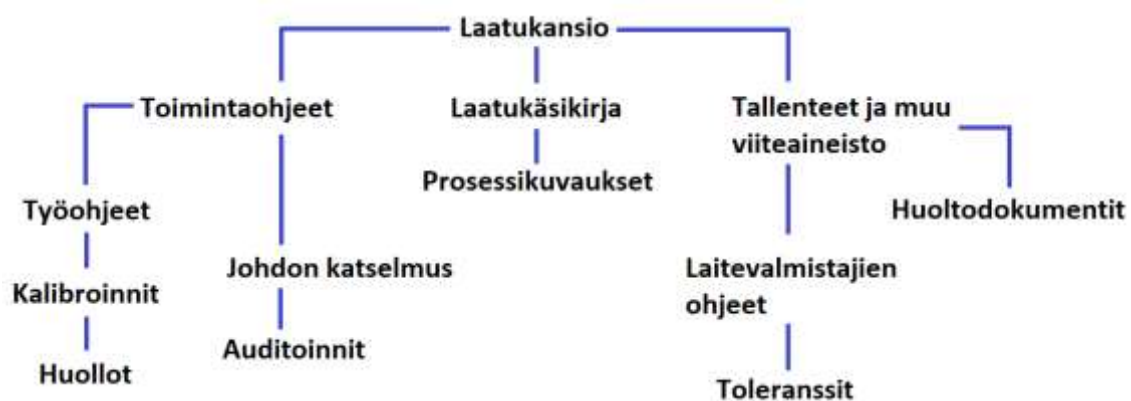 Laatukansio
Toimintaohjeet
Laatukäsikirja
Tallenteet ja muu
viiteaineisto
Prosessikuvaukset
Työohjeet
Huoltodokumentit
Johdon katselmus
Laitevalmistajien
ohjeet
Kalibroinnit
Auditoinnit
Huollot
Toleranssit